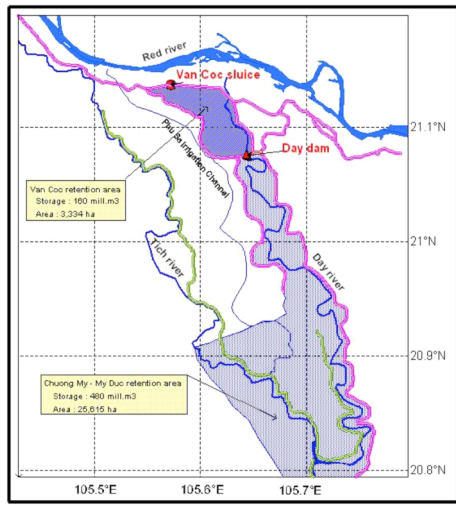 Red river
Van Coc sluice
21.1°N
Phu Sa Irrigation Channel
Day dam
Van Coc retention area
Storage : 160 mill.m3
Area : 3,334 ha
21°N
Tich river
Day river
20.9°N
Chuong My - My Duc retention area
Storage : 480 mill.m3
Area : 25,615 ha
20.8°N
105.5°E
105.6°E
105.7°E